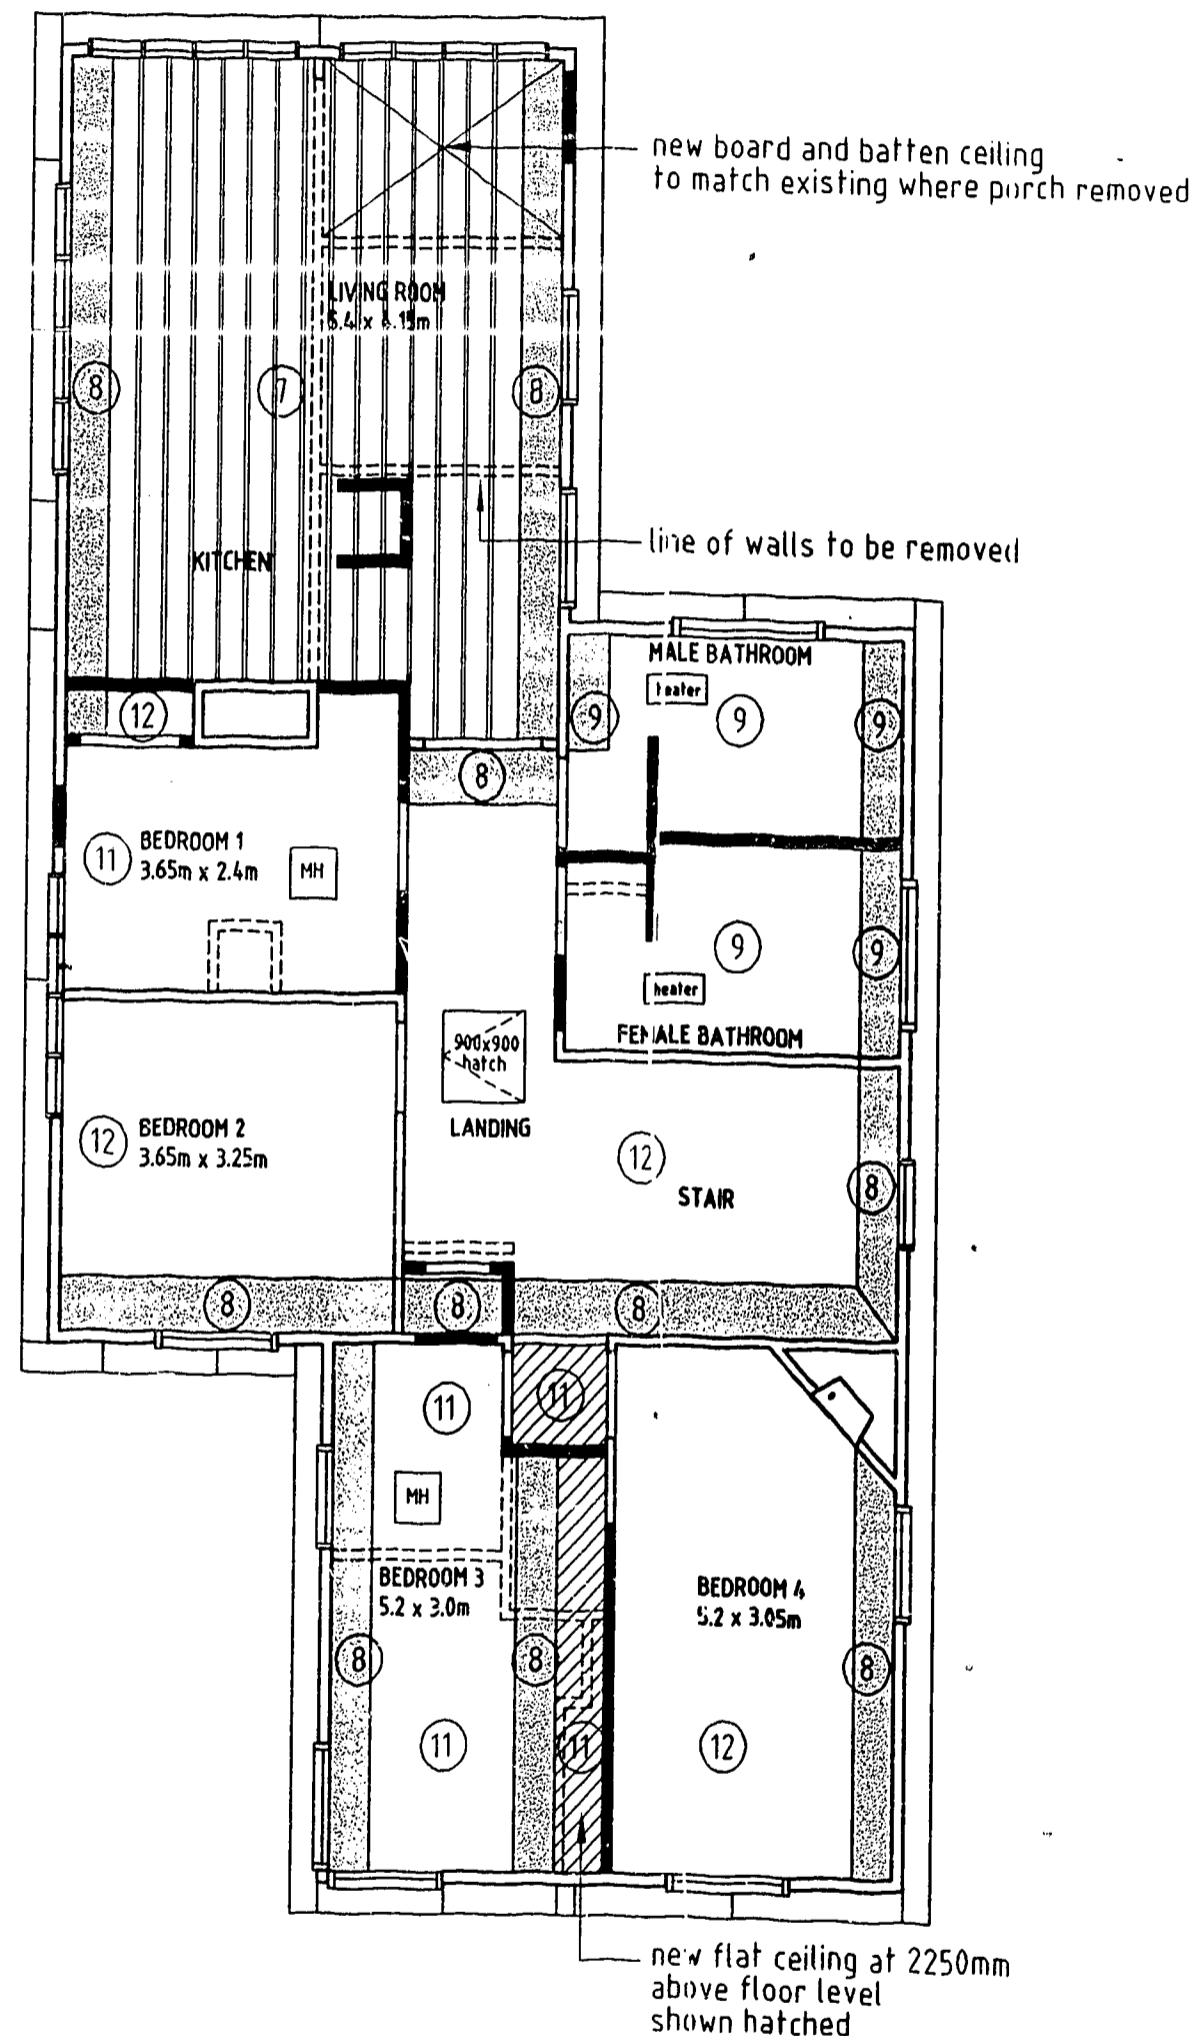 new board and batten ceiling
to match existing where porch removed
LIVING ROOM
8
7
8
line of walls to be removed
KITCHEN
MALE BATHROOM
heater
12
9
9
9
8
BEDROOM 1
11
3.65m x 2.4m
MH
9
9
heater
FEMALE BATHROOM
900x900
hatch
LANDING
BEDROOM 2
12
3.65m x 3.25m
12
STAIR
8
8
8
8
11
11
MH
BEDROOM 3
5.2 x 3.0m
BEDROOM 4
5.2 x 3.05m
8
8
8
11
11
12
new flat ceiling at 2250mm
above floor level
shown hatched